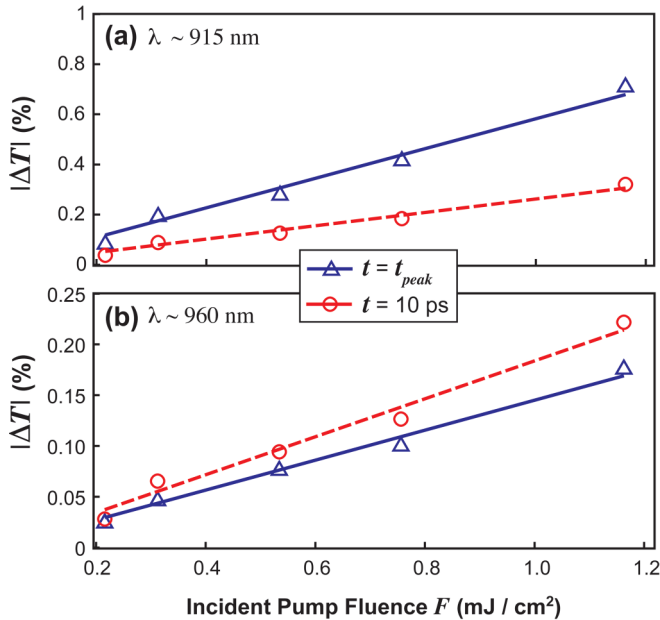 (a) λ ~ 915 nm
1
0.8
0.6
0.4
0.2
0
|ΔT| (%)
t = t_peak
t = 10 ps
(b) λ ~ 960 nm
0.25
0.20
0.15
0.10
0.05
0
|ΔT| (%)
0.2 0.4 0.6 0.8 1.0 1.2
Incident Pump Fluence F (mJ / cm²)